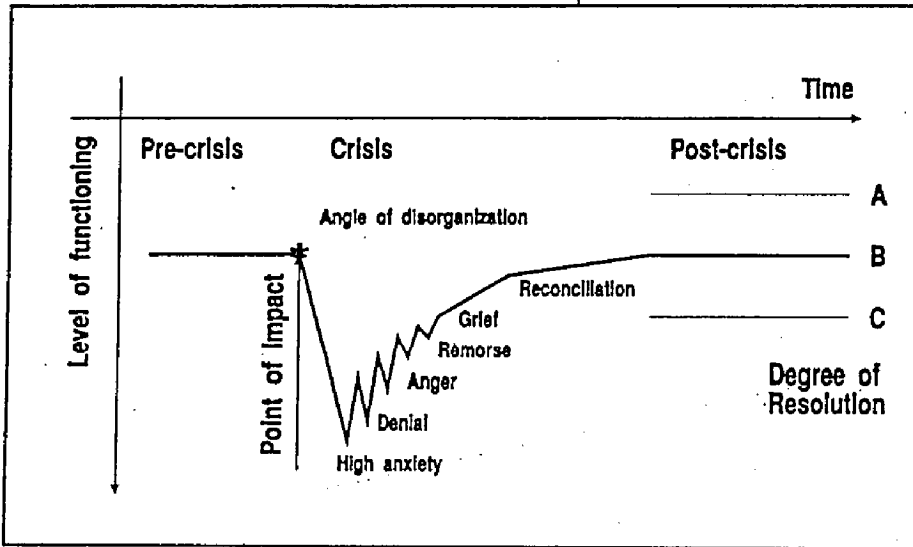 Time
Pre-crisis
Crisis
Post-crisis
A
Angle of disorganization
B
Reconciliation
C
Grief
Remorse
Anger
Denial
High anxiety
Degree of
Resolution
Level of functioning
Point of Impact